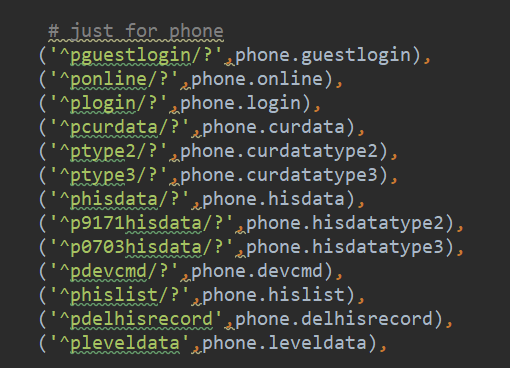 # just for phone
('^pguestlogin/?',phone.guestlogin),
('^ponline/?',phone.online),
('^plogin/?',phone.login),
('^pcurdata/?',phone.curdata),
('^ptype2/?',phone.curdatatype2),
('^ptype3/?',phone.curdatatype3),
('^phisdata/?',phone.hisdata),
('^p9171hisdata/?',phone.hisdatatype2),
('^p0703hisdata/?',phone.hisdatatype3),
('^pdevcmd/?',phone.devcmd),
('^phislist/?',phone.hislist),
('^pdelhisrecord',phone.delhisrecord),
('^pleveldata',phone.leveldata),